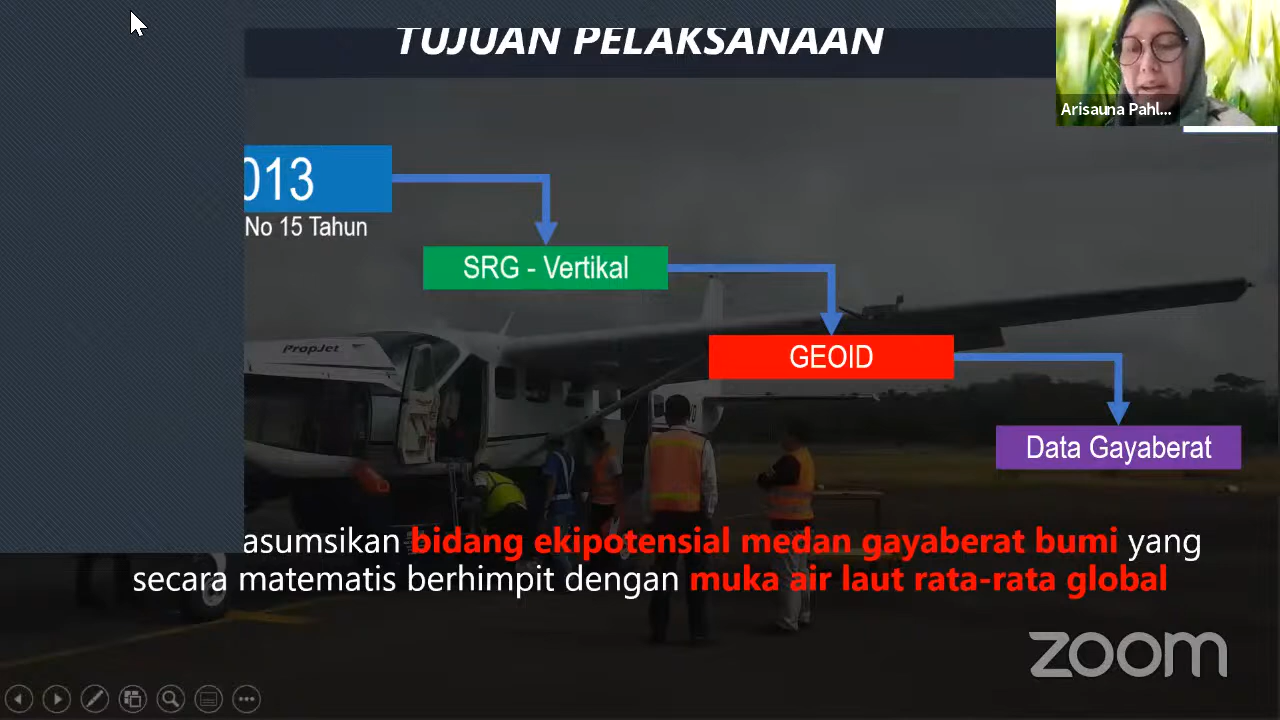 TUJUAN PELAKSANAAN
Arisauna Pahl...
013
No 15 Tahun
SRG - Vertikal
PropJet
GEOID
Data Gayaberat
asumsikan bidang ekipotensial medan gayaberat bumi yang
secara matematis berhimpit dengan muka air laut rata-rata global
zoom